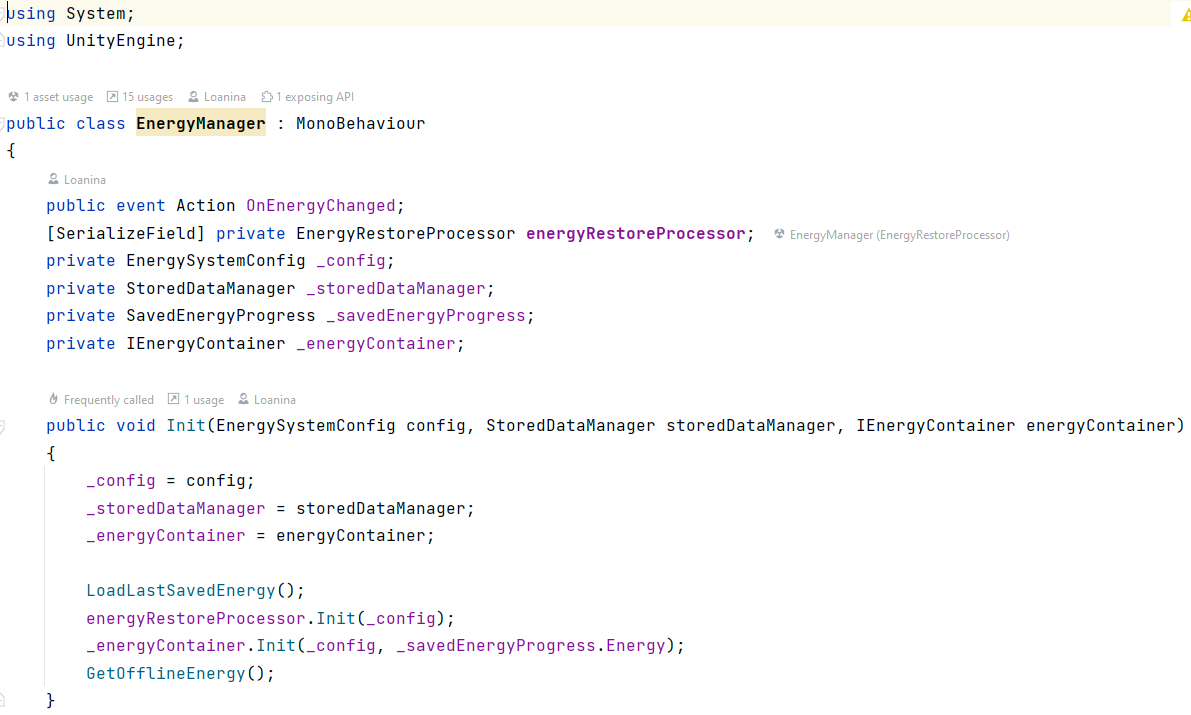 using System;
using UnityEngine;
1 asset usage 15 usages Loanina 1 exposing API
public class EnergyManager : MonoBehaviour
{
Loanina
public event Action OnEnergyChanged;
[SerializeField] private EnergyRestoreProcessor energyRestoreProcessor; EnergyManager (EnergyRestoreProcessor)
private EnergySystemConfig _config;
private StoredDataManager _storedDataManager;
private SavedEnergyProgress _savedEnergyProgress;
private IEnergyContainer _energyContainer;
Frequently called 1 usage Loanina
public void Init(EnergySystemConfig config, StoredDataManager storedDataManager, IEnergyContainer energyContainer)
{
_config = config;
_storedDataManager = storedDataManager;
_energyContainer = energyContainer;
LoadLastSavedEnergy();
energyRestoreProcessor.Init(_config);
_energyContainer.Init(_config, _savedEnergyProgress.Energy);
GetOfflineEnergy();
}